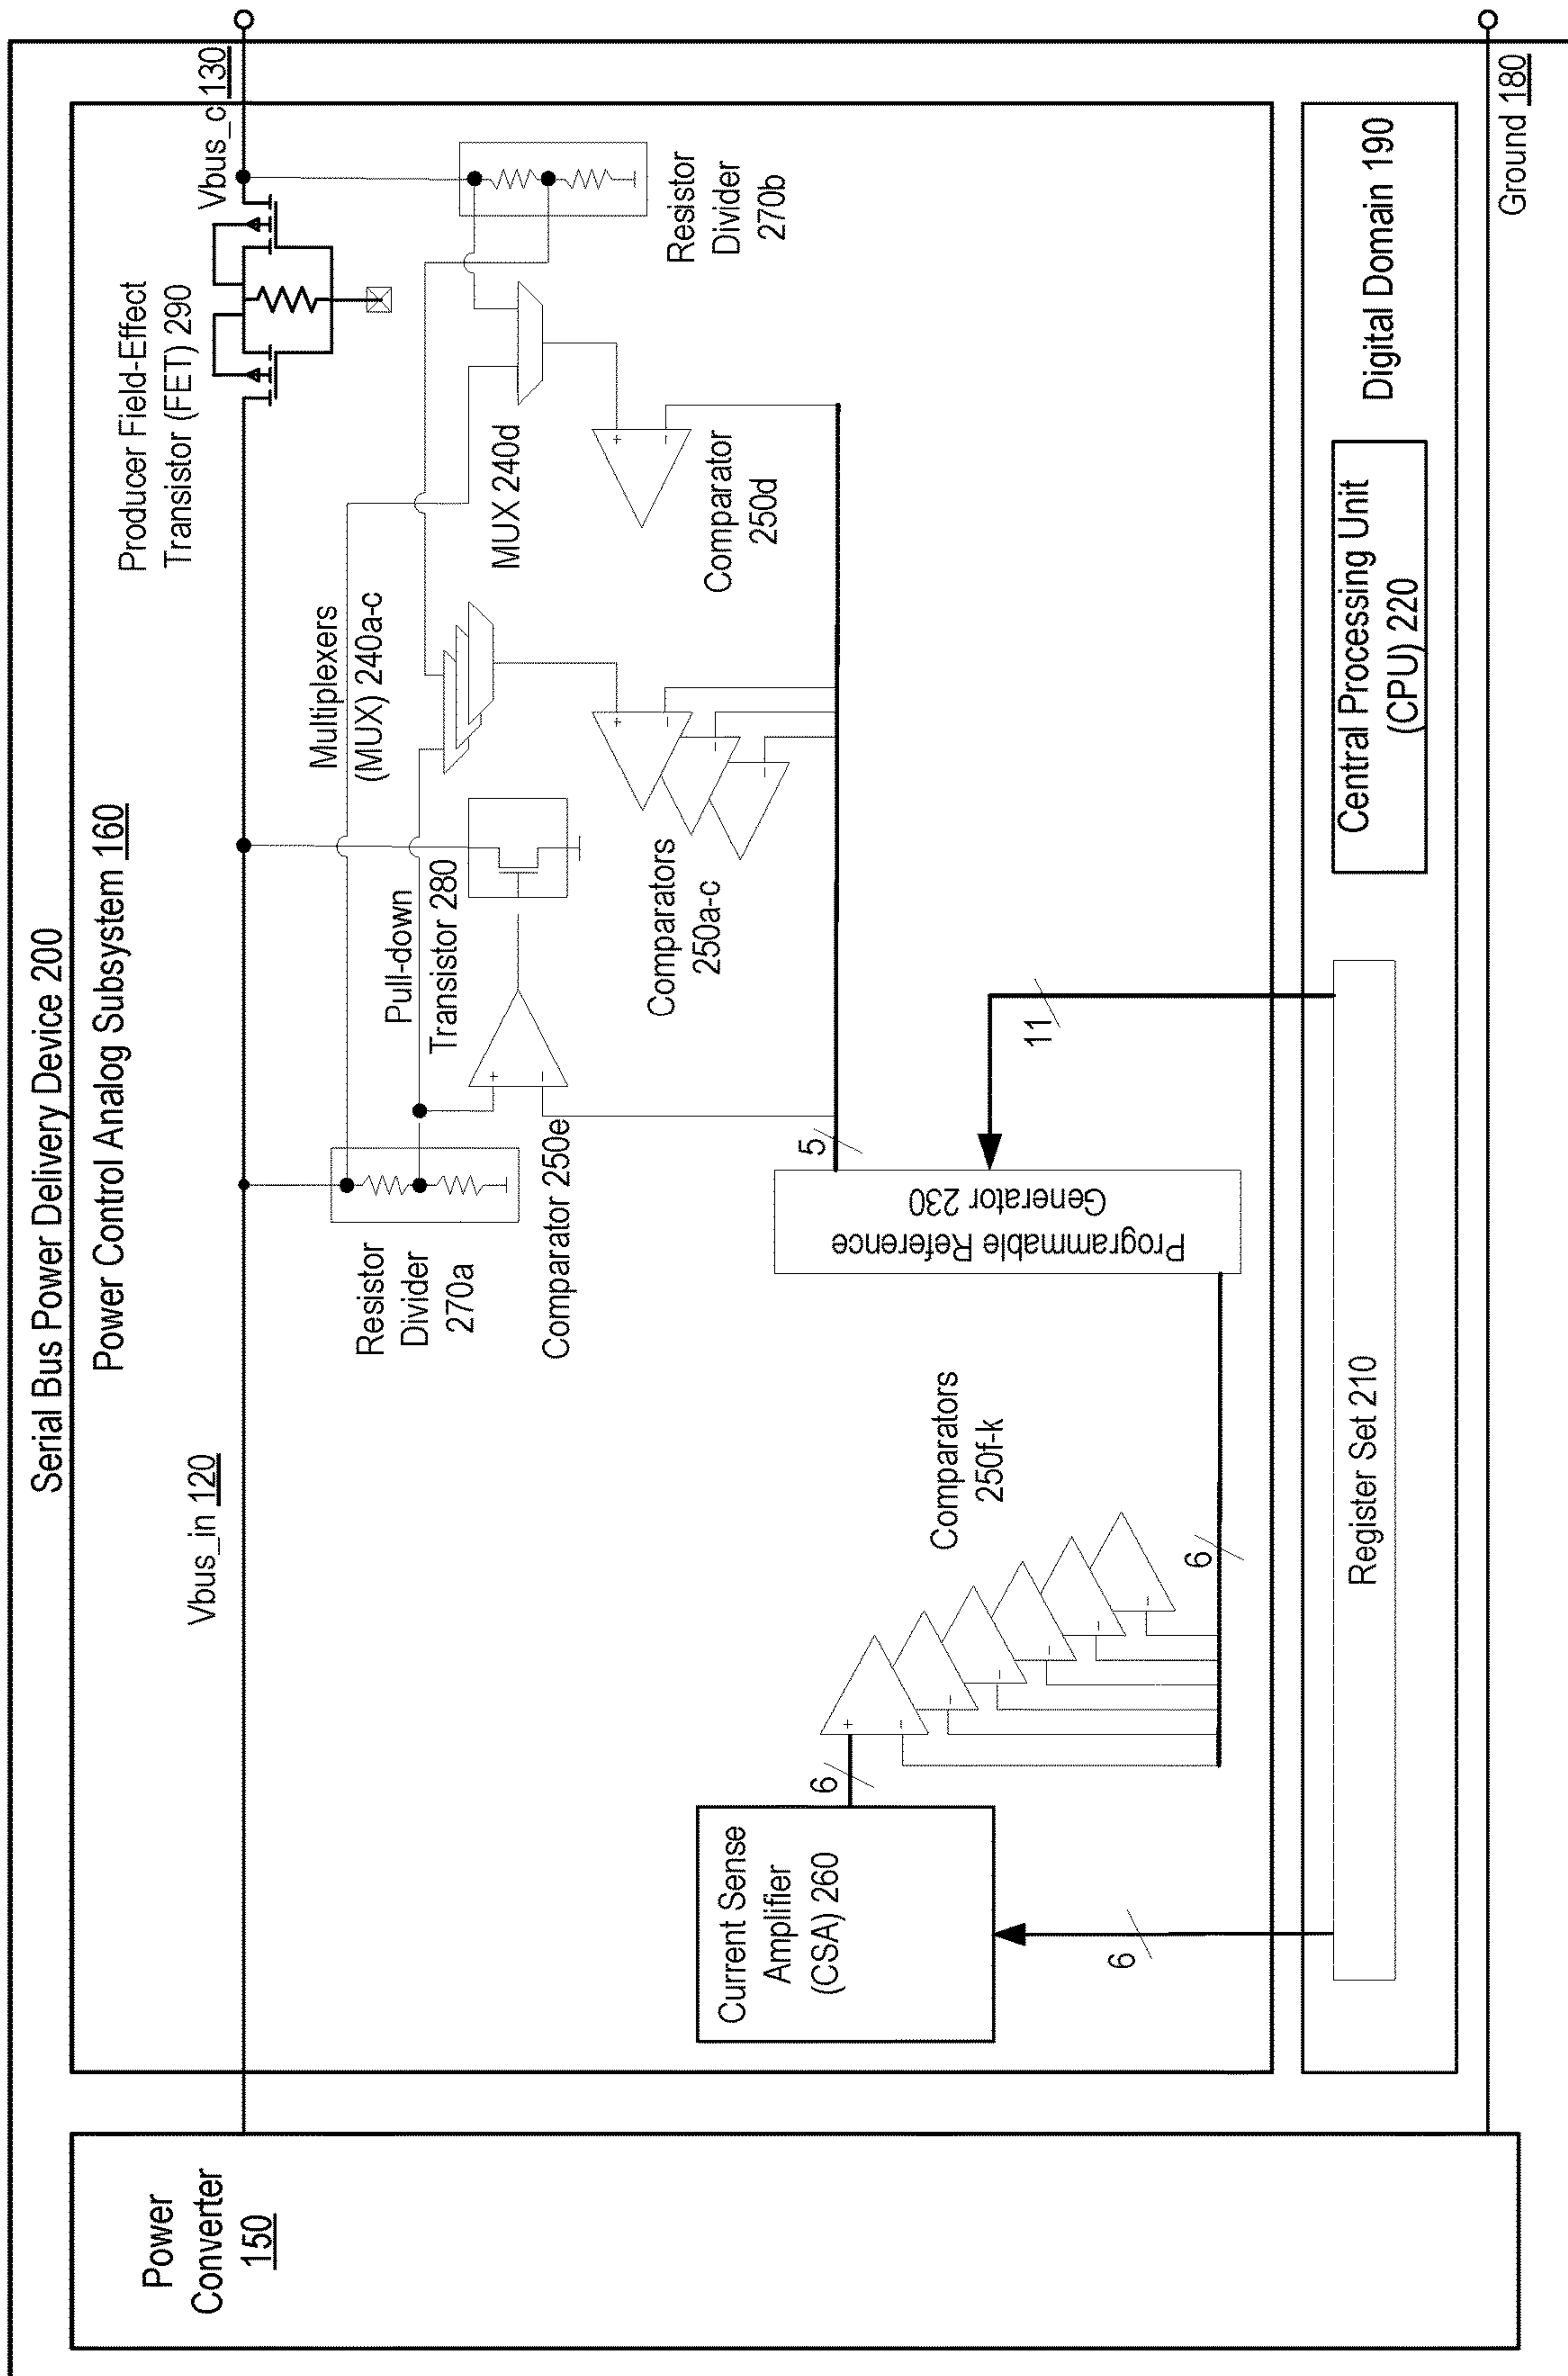 Serial Bus Power Delivery Device 200
Power Control Analog Subsystem 160
Power
Converter
150
Vbus_in 120
Vbus_c 130
Producer Field-Effect
Transistor (FET) 290
Resistor
Divider
270a
Pull-down
Transistor 280
Multiplexers
(MUX) 240a-c
MUX 240d
Resistor
Divider
270b
Comparator 250e
+
−
Comparators
250a-c
+
−
−
−
Comparator
250d
+
−
Current Sense
Amplifier
(CSA) 260
6
6
Comparators
250f-k
+
−
−
−
−
−
−
6
Programmable Reference
Generator 230
5
11
Register Set 210
Central Processing Unit
(CPU) 220
Digital Domain 190
Ground 180